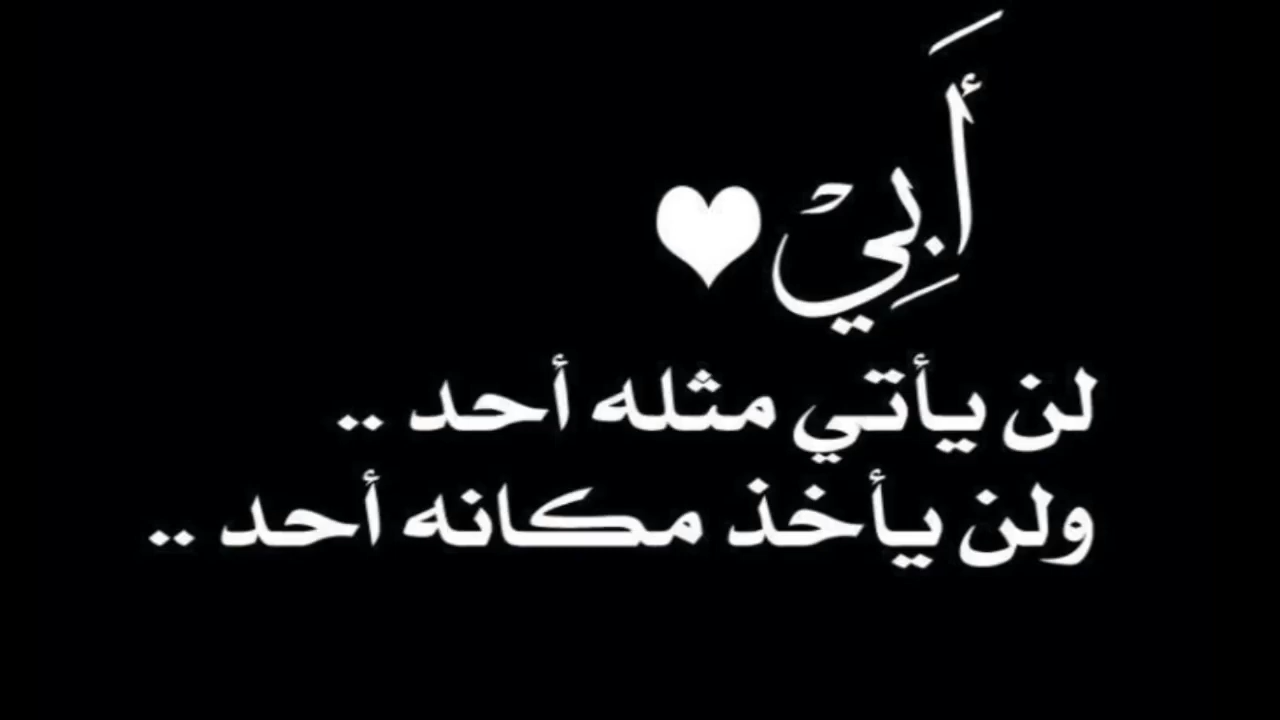 أَبِيْ ♥
لن يأتي مثله أحد ..
ولن يأخذ مكانه أحد ..